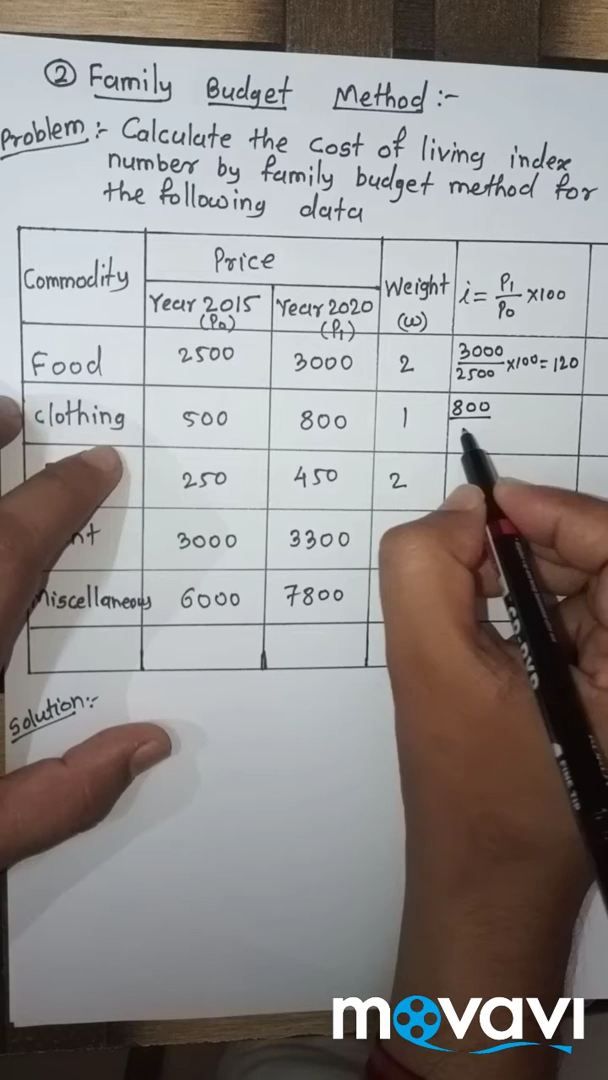 ② Family Budget Method :-
Problem :- Calculate the cost of living index
number by family budget method for
the following data
Commodity Price Weight (w) i = P₁/P₀ ×100
Year 2015 (P₀) Year 2020 (P₁)
Food 2500 3000 2 3000/2500 ×100 = 120
clothing 500 800 1 800
250 450 2
3000 3300
Miscellaneous 6000 7800
Solution :-
movavi